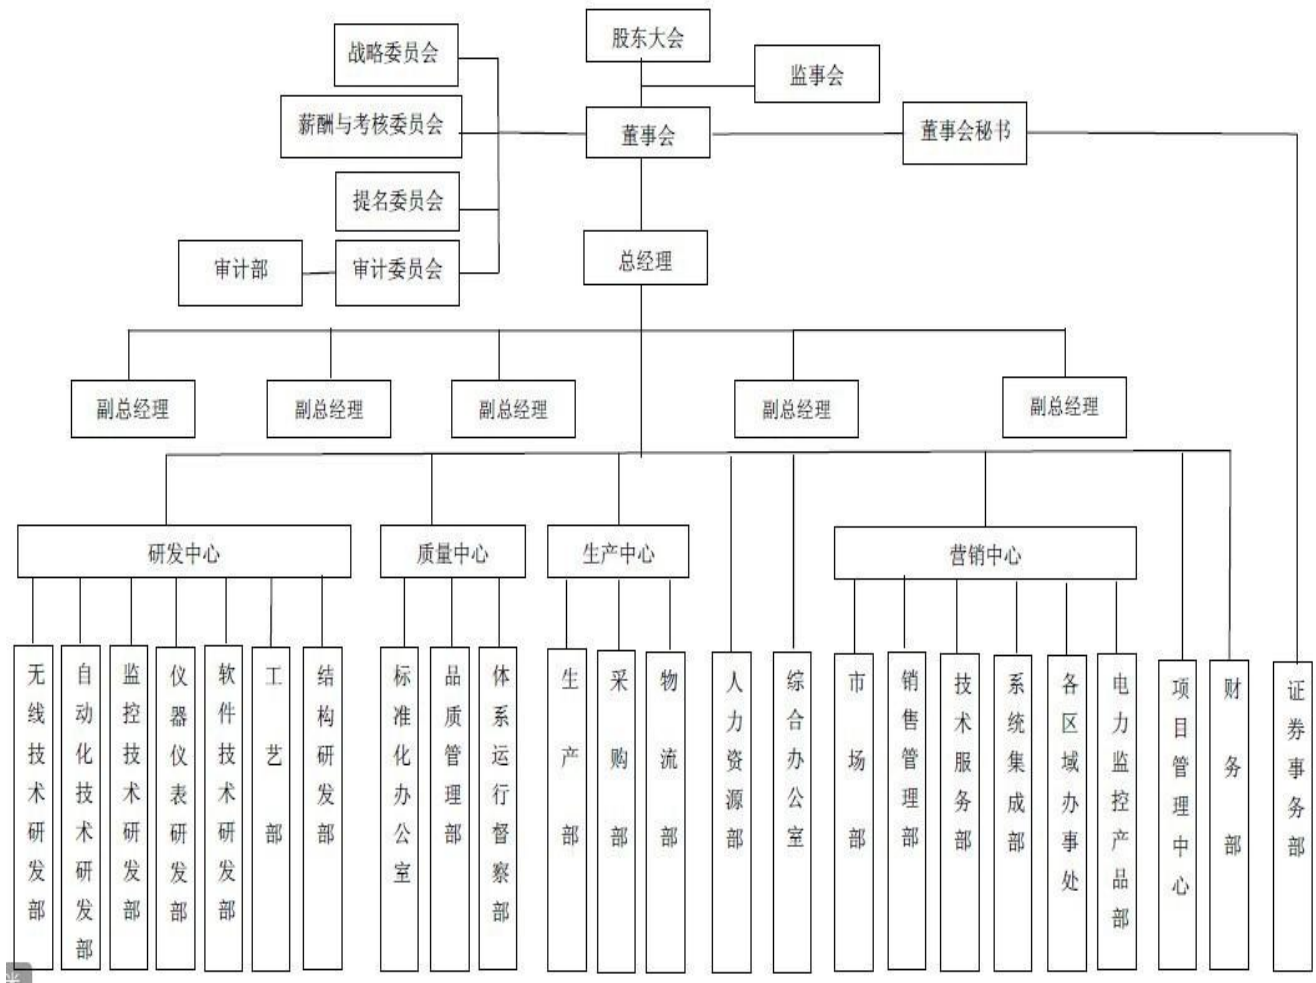 股东大会
战略委员会
监事会
薪酬与考核委员会
董事会
董事会秘书
提名委员会
总经理
审计部
审计委员会
副总经理
副总经理
副总经理
副总经理
副总经理
研发中心
质量中心
生产中心
营销中心
无线技术研发部
自动化技术研发部
监控技术研发部
仪器仪表研发部
软件技术研发部
工艺部
结构研发部
标准化办公室
品质管理部
体系运行督察部
生产部
采购部
物流部
人力资源部
综合办公室
市场部
销售管理部
技术服务部
系统集成部
各区域办事处
电力监控产品部
项目管理中心
财务部
证券事务部